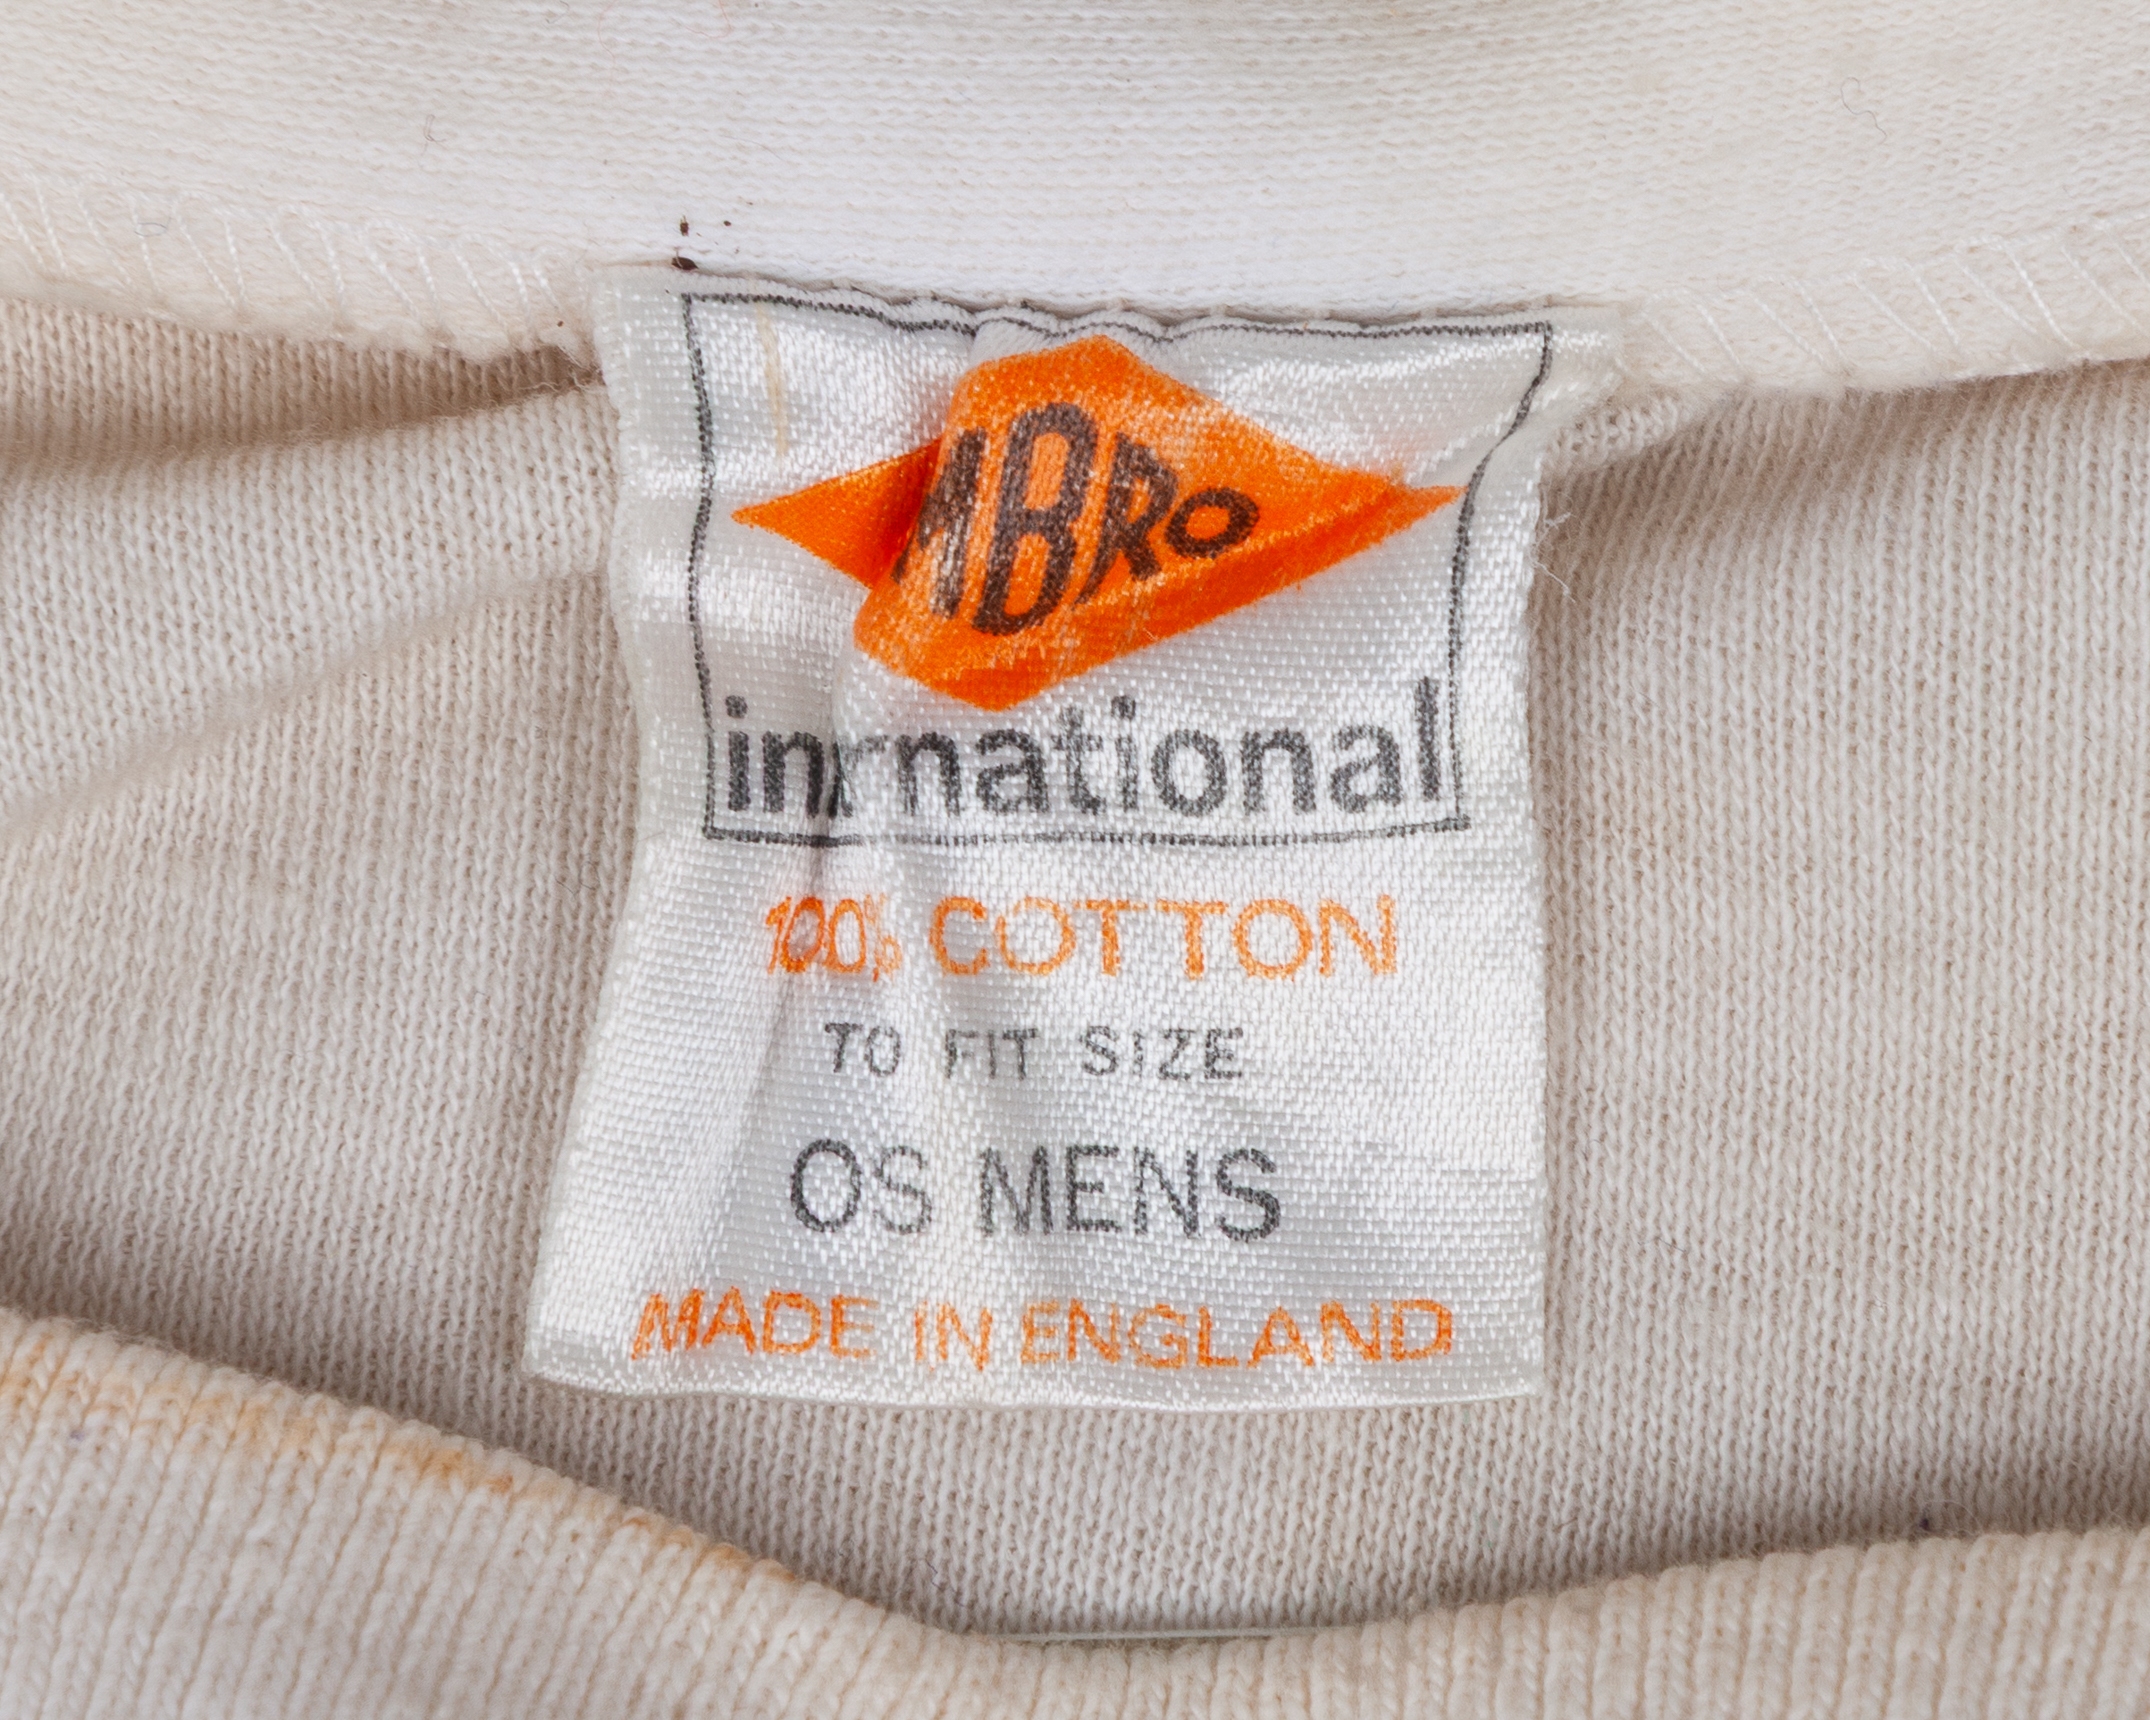 MBRO
inrnational
100% COTTON
TO FIT SIZE
OS MENS
MADE IN ENGLAND